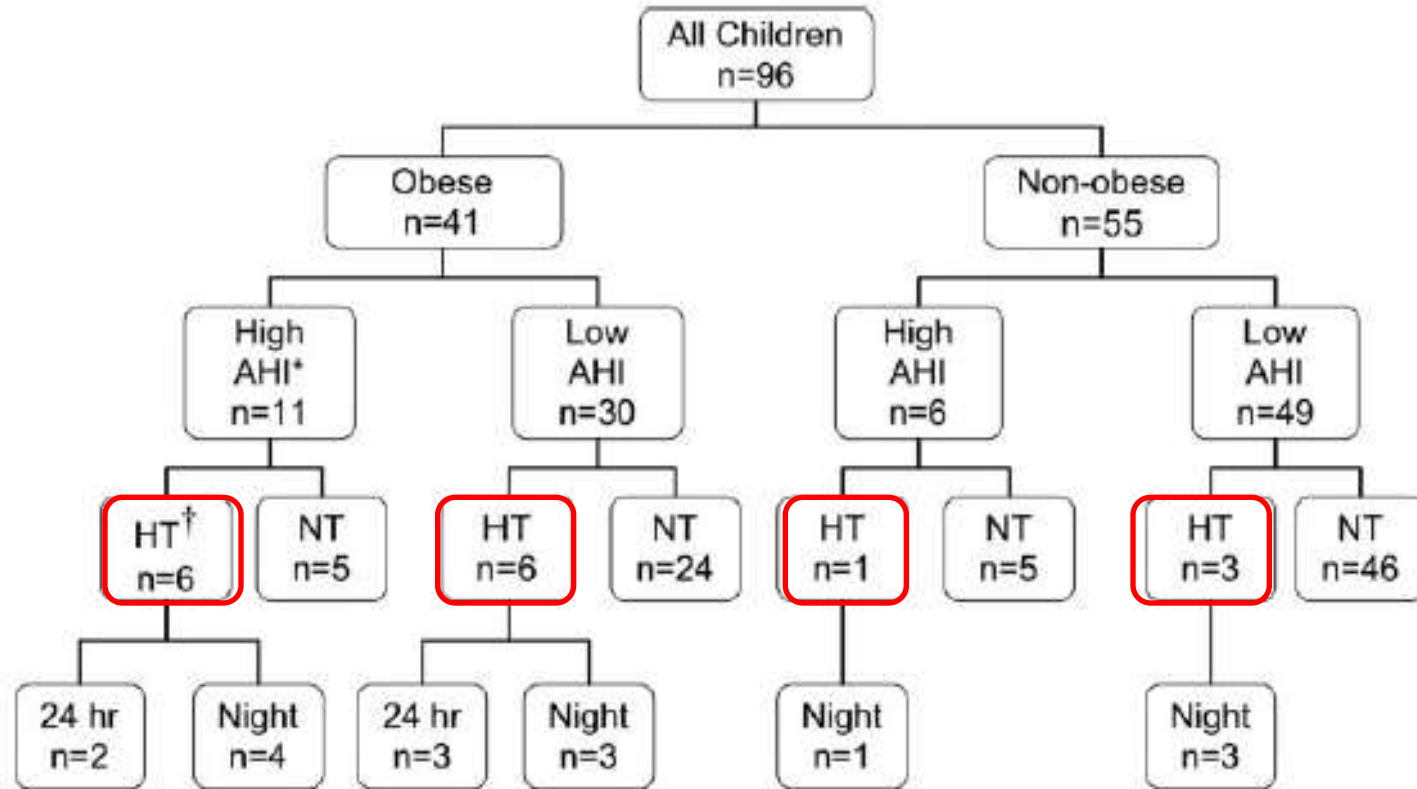 All Children
n=96
Obese
n=41
Non-obese
n=55
High
AHI*
n=11
Low
AHI
n=30
High
AHI
n=6
Low
AHI
n=49
HT†
n=6
NT
n=5
HT
n=6
NT
n=24
HT
n=1
NT
n=5
HT
n=3
NT
n=46
24 hr
n=2
Night
n=4
24 hr
n=3
Night
n=3
Night
n=1
Night
n=3